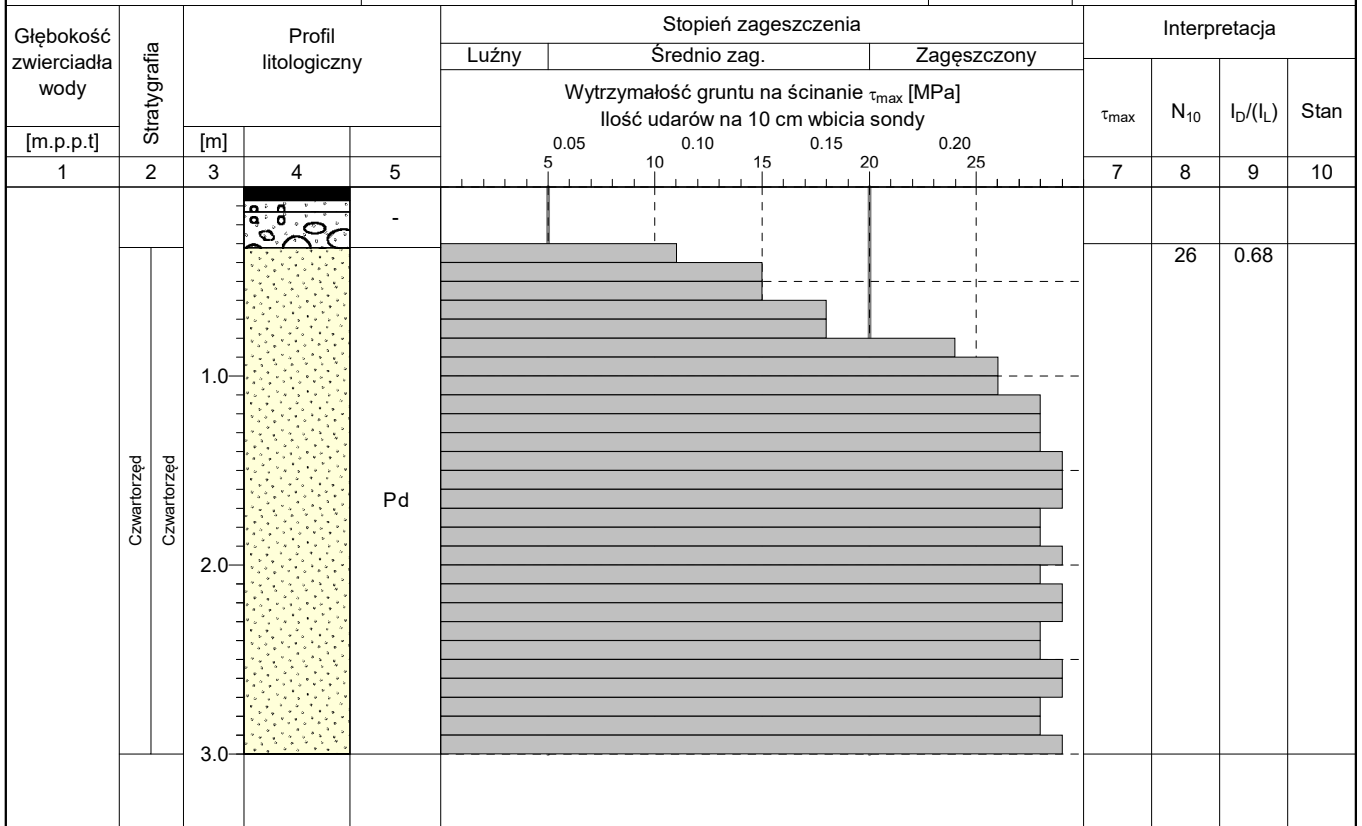 Głębokość
zwierciadła
wody
[m.p.p.t]
1
Stratygrafia
2
Profil
litologiczny
[m]
3
4
5
Stopień zageszczenia
Luźny
Średnio zag.
Zagęszczony
Wytrzymałość gruntu na ścinanie τmax [MPa]
Ilość udarów na 10 cm wbicia sondy
0.05 0.10 0.15 0.20
5 10 15 20 25
Interpretacja
τmax
N10
ID/(IL)
Stan
7
8
9
10
-
26
0.68
1.0
Czwartorzęd
Czwartorzęd
Pd
2.0
3.0